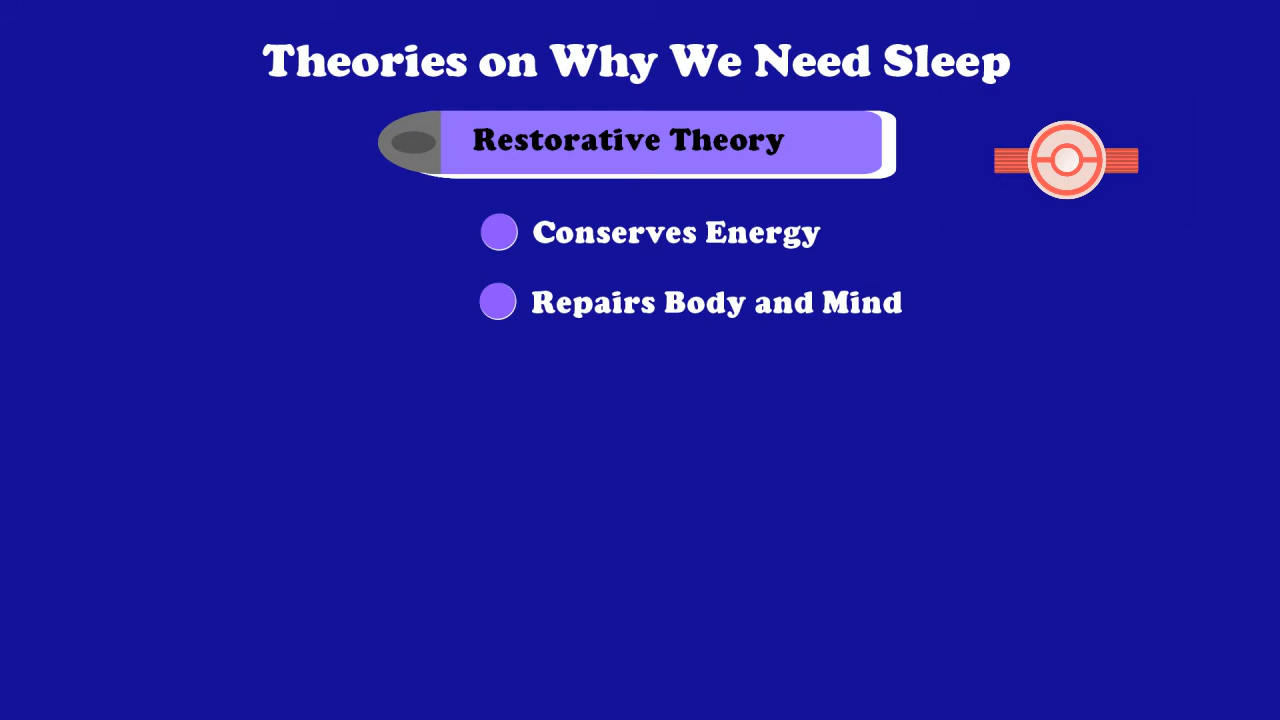 Theories on Why We Need Sleep
Restorative Theory
Conserves Energy
Repairs Body and Mind